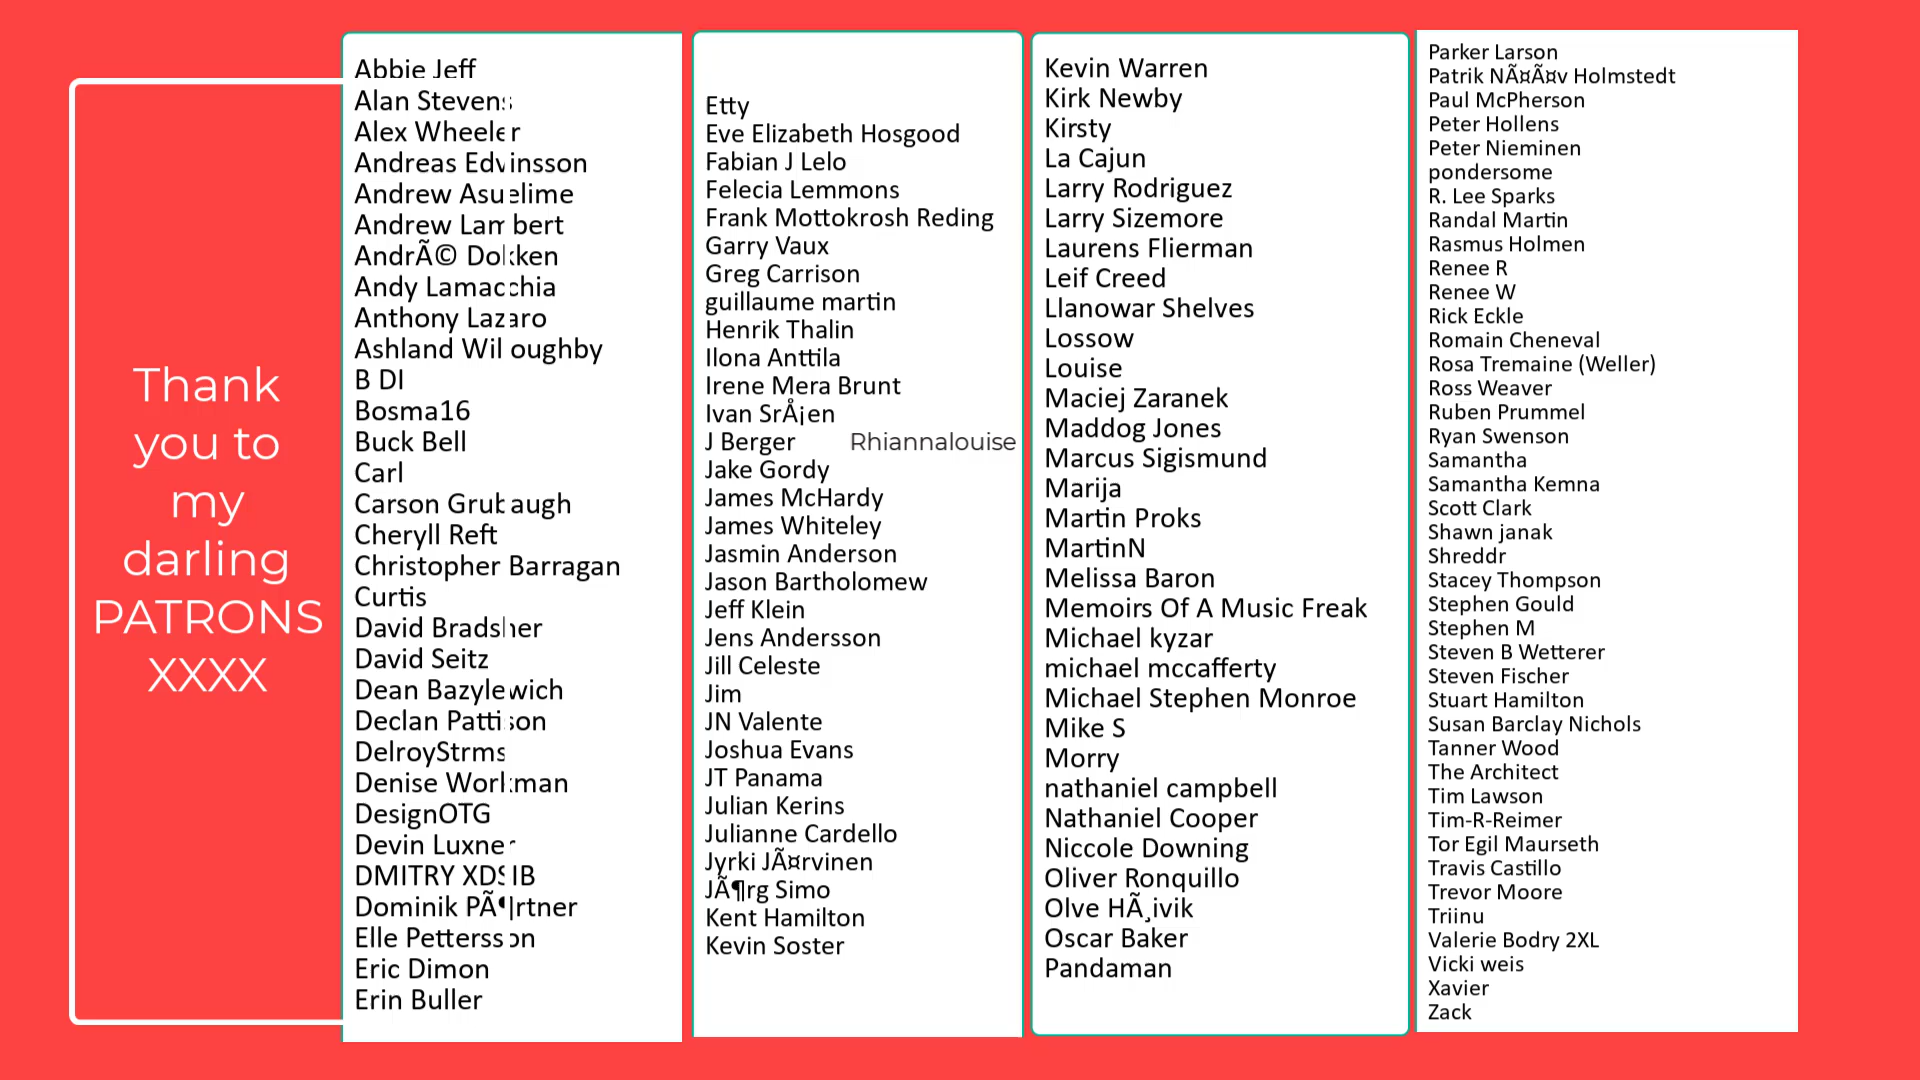 Thank
you to
my
darling
PATRONS
XXXX
Abbie Jeff
Alan Stevens
Alex Wheeler
Andreas Edvinsson
Andrew Asuelime
Andrew Lambert
AndrÃ© Dokken
Andy Lamacchia
Anthony Lazaro
Ashland Willoughby
B DI
Bosma16
Buck Bell
Carl
Carson Grubaugh
Cheryll Reft
Christopher Barragan
Curtis
David Bradsher
David Seitz
Dean Bazylewich
Declan Pattison
DelroyStrms
Denise Workman
DesignOTG
Devin Luxner
DMITRY XDSIB
Dominik PÃ¶rtner
Elle Pettersson
Eric Dimon
Erin Buller
Etty
Eve Elizabeth Hosgood
Fabian J Lelo
Felecia Lemmons
Frank Mottokrosh Reding
Garry Vaux
Greg Carrison
guillaume martin
Henrik Thalin
Ilona Anttila
Irene Mera Brunt
Ivan SrÅ¡en
J Berger
Rhiannalouise
Jake Gordy
James McHardy
James Whiteley
Jasmin Anderson
Jason Bartholomew
Jeff Klein
Jens Andersson
Jill Celeste
Jim
JN Valente
Joshua Evans
JT Panama
Julian Kerins
Julianne Cardello
Jyrki JÃ¤rvinen
JÃ¶rg Simo
Kent Hamilton
Kevin Soster
Kevin Warren
Kirk Newby
Kirsty
La Cajun
Larry Rodriguez
Larry Sizemore
Laurens Flierman
Leif Creed
Llanowar Shelves
Lossow
Louise
Maciej Zaranek
Maddog Jones
Marcus Sigismund
Marija
Martin Proks
MartinN
Melissa Baron
Memoirs Of A Music Freak
Michael kyzar
michael mccafferty
Michael Stephen Monroe
Mike S
Morry
nathaniel campbell
Nathaniel Cooper
Niccole Downing
Oliver Ronquillo
Olve HÃ¸ivik
Oscar Baker
Pandaman
Parker Larson
Patrik NÃ¤Ã¤v Holmstedt
Paul McPherson
Peter Hollens
Peter Nieminen
pondersome
R. Lee Sparks
Randal Martin
Rasmus Holmen
Renee R
Renee W
Rick Eckle
Romain Cheneval
Rosa Tremaine (Weller)
Ross Weaver
Ruben Prummel
Ryan Swenson
Samantha
Samantha Kemna
Scott Clark
Shawn janak
Shreddr
Stacey Thompson
Stephen Gould
Stephen M
Steven B Wetterer
Steven Fischer
Stuart Hamilton
Susan Barclay Nichols
Tanner Wood
The Architect
Tim Lawson
Tim-R-Reimer
Tor Egil Maurseth
Travis Castillo
Trevor Moore
Triinu
Valerie Bodry 2XL
Vicki weis
Xavier
Zack